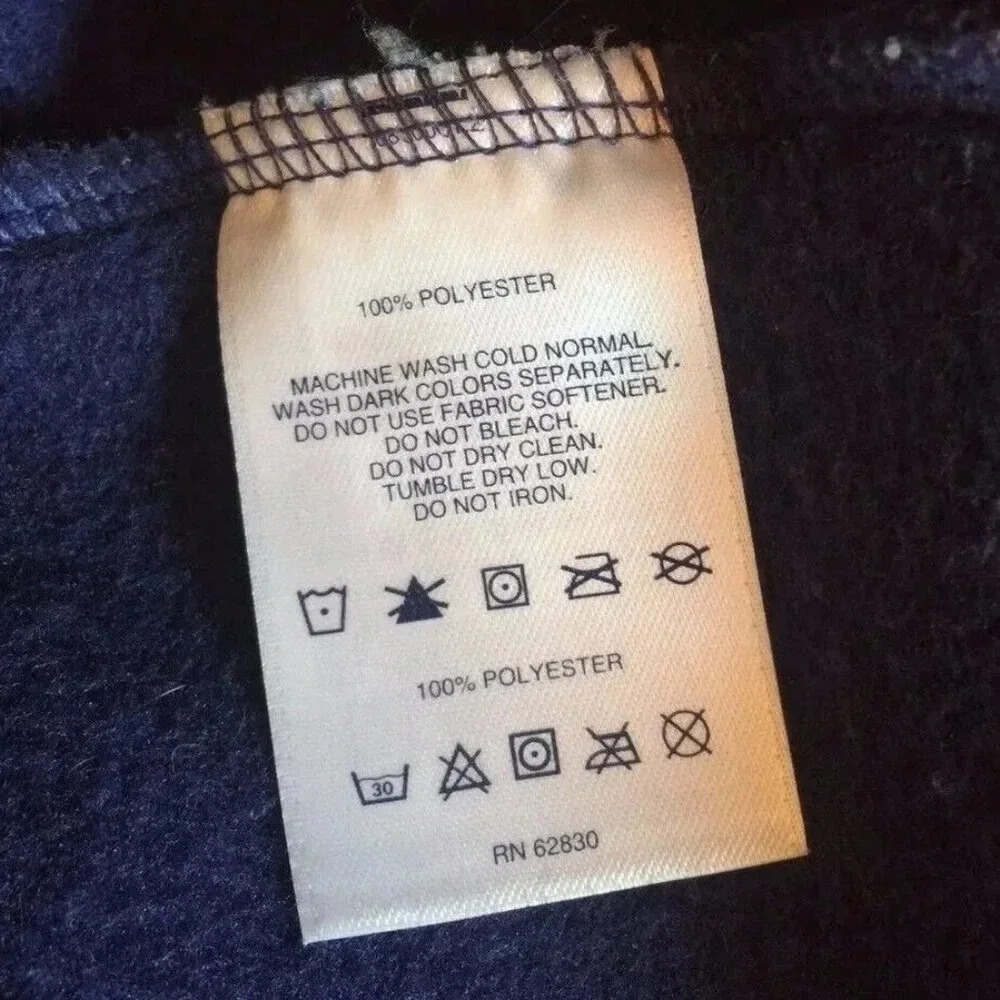 100% POLYESTER
MACHINE WASH COLD NORMAL.
WASH DARK COLORS SEPARATELY.
DO NOT USE FABRIC SOFTENER.
DO NOT BLEACH.
DO NOT DRY CLEAN.
TUMBLE DRY LOW.
DO NOT IRON.
100% POLYESTER
30
RN 62830